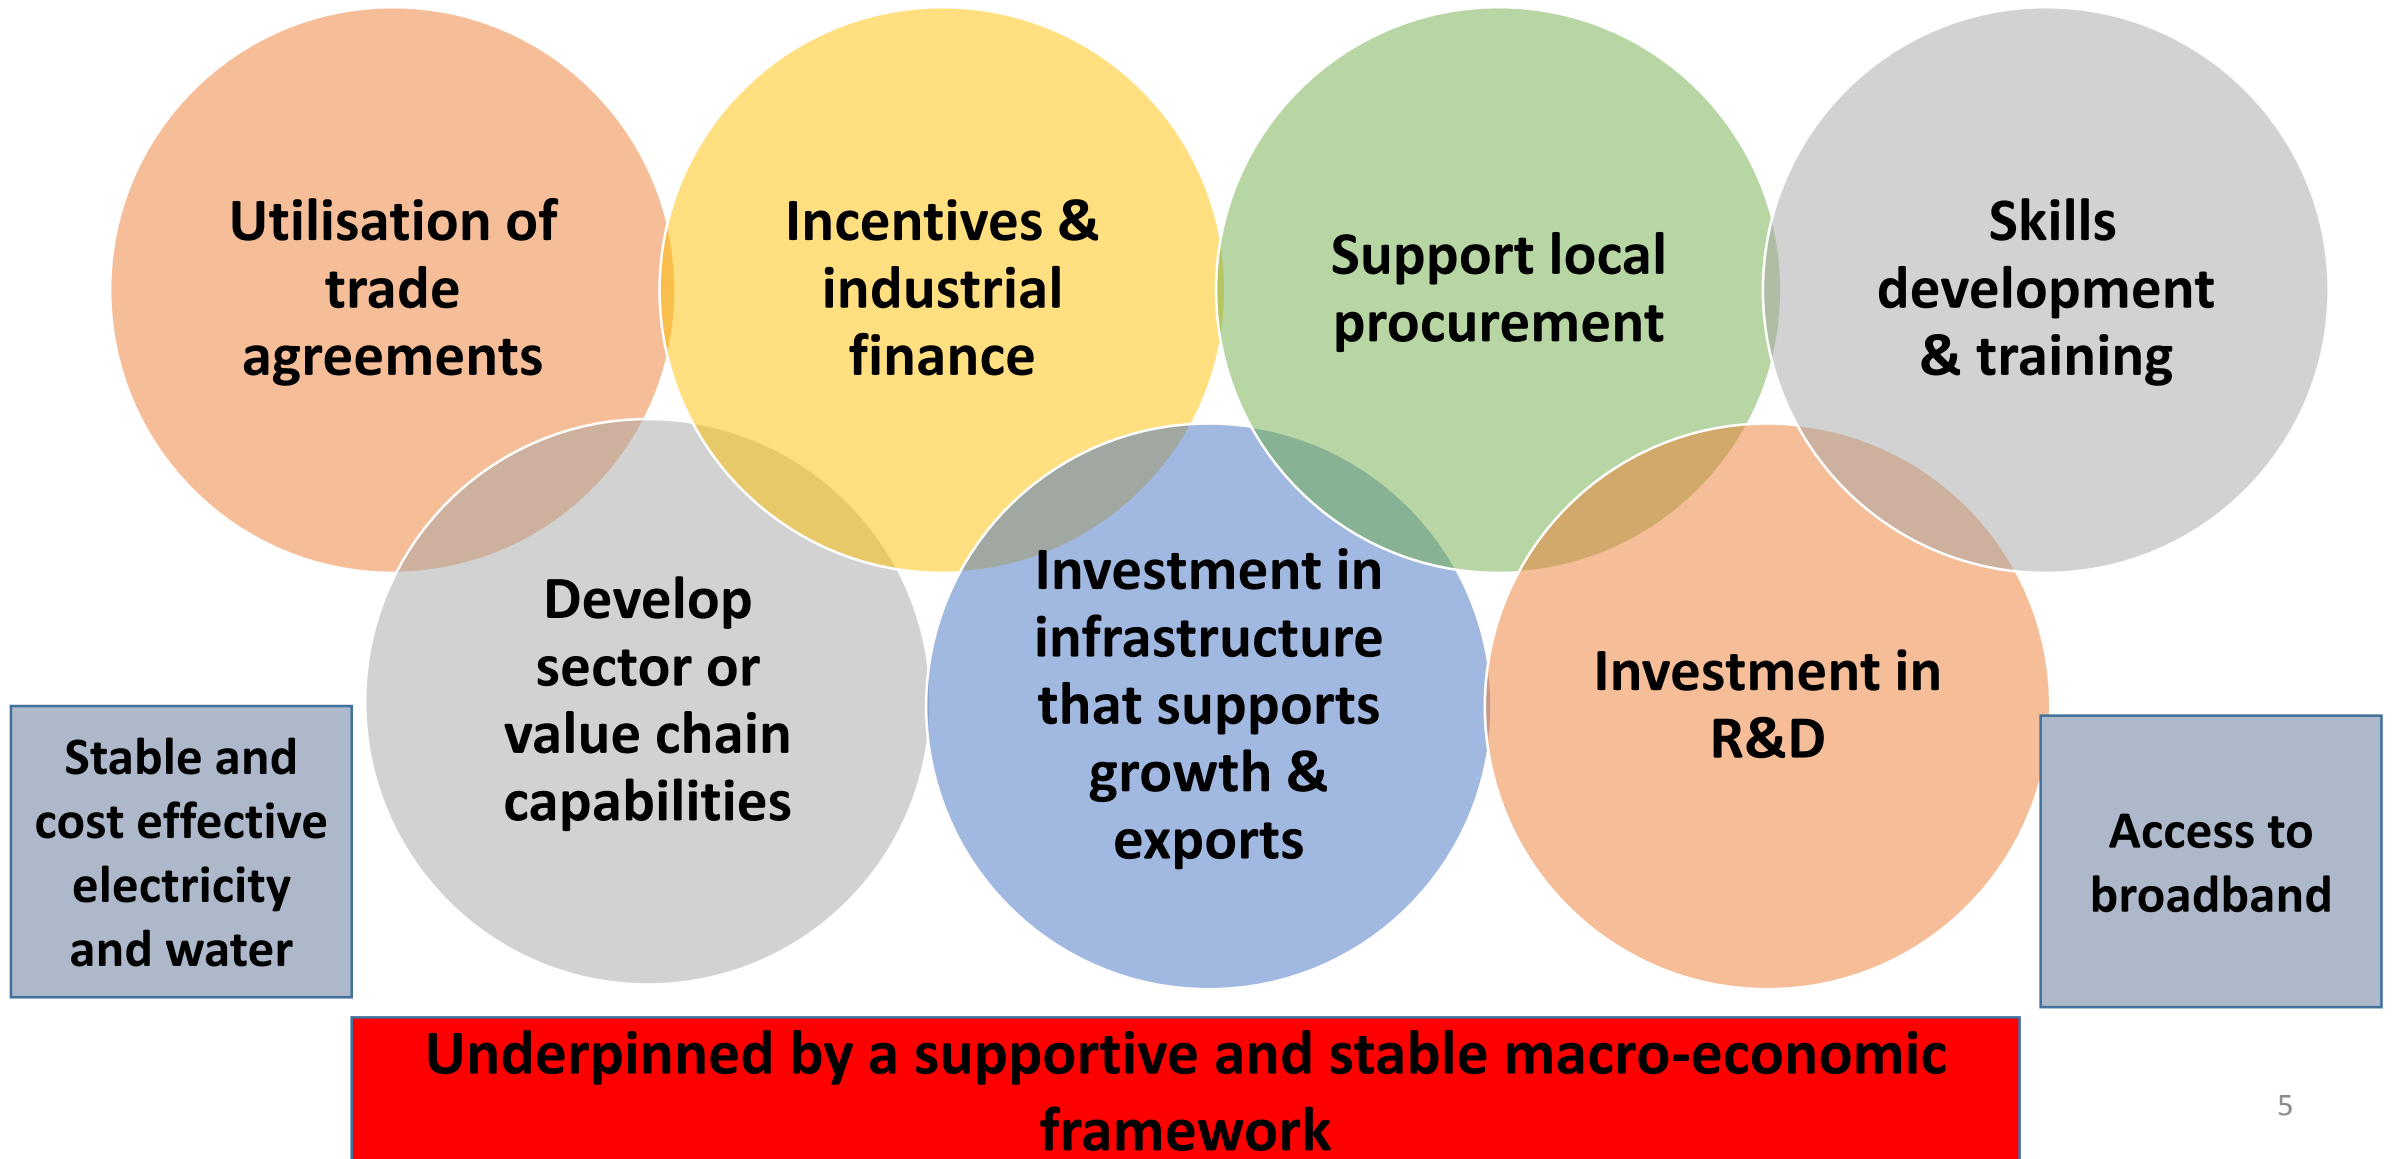 Utilisation of
trade
agreements
Incentives &
industrial
finance
Support local
procurement
Skills
development
& training
Develop
sector or
value chain
capabilities
Investment in
infrastructure
that supports
growth &
exports
Investment in
R&D
Stable and
cost effective
electricity
and water
Access to
broadband
Underpinned by a supportive and stable macro-economic
framework
5